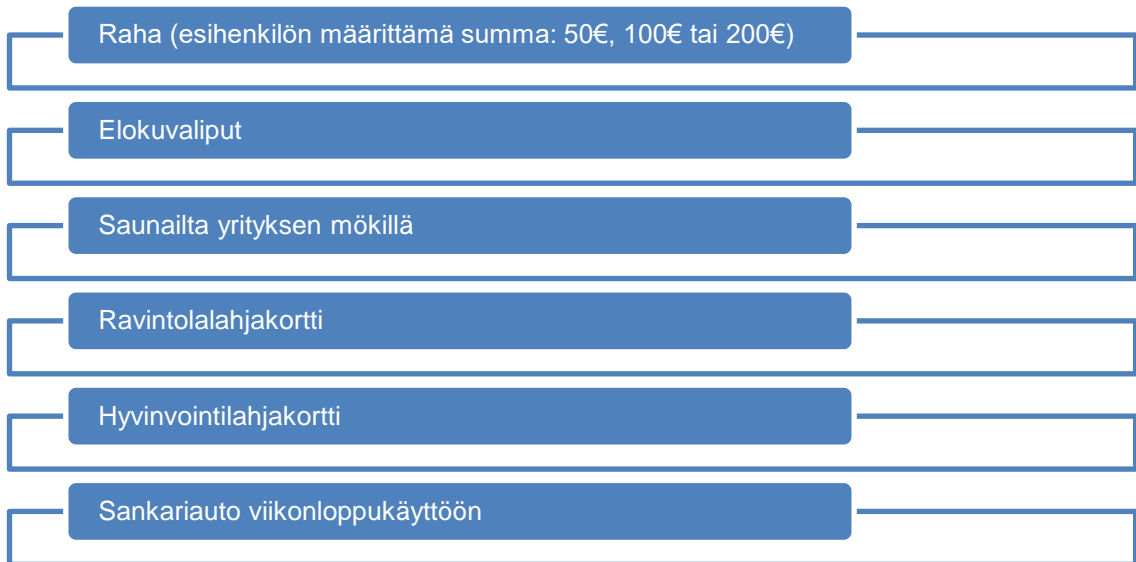 Raha (esihenkilön määrittämä summa: 50€, 100€ tai 200€)
Elokuvaliput
Saunailta yrityksen mökillä
Ravintolalahjakortti
Hyvinvointilahjakortti
Sankariauto viikonloppukäyttöön